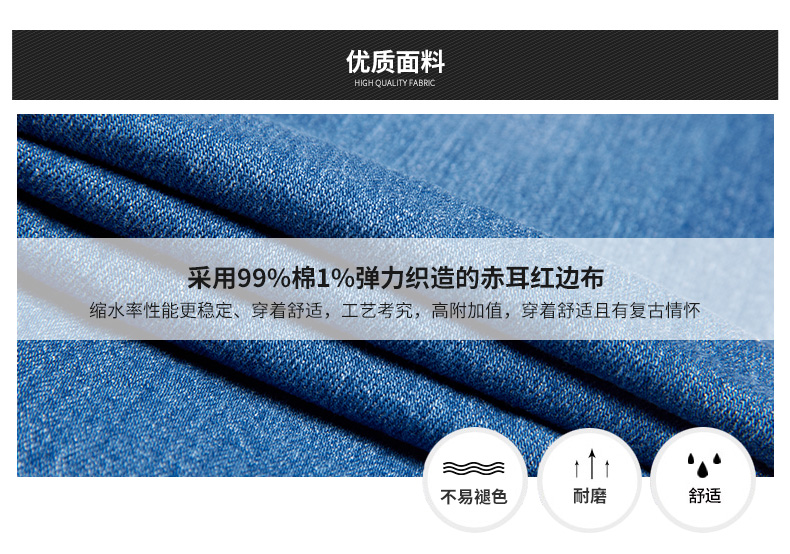 优质面料
HIGH QUALITY FABRIC
采用99%棉1%弹力织造的赤耳红边布
缩水率性能更稳定、穿着舒适，工艺考究，高附加值，穿着舒适且有复古情怀
不易褪色
耐磨
舒适